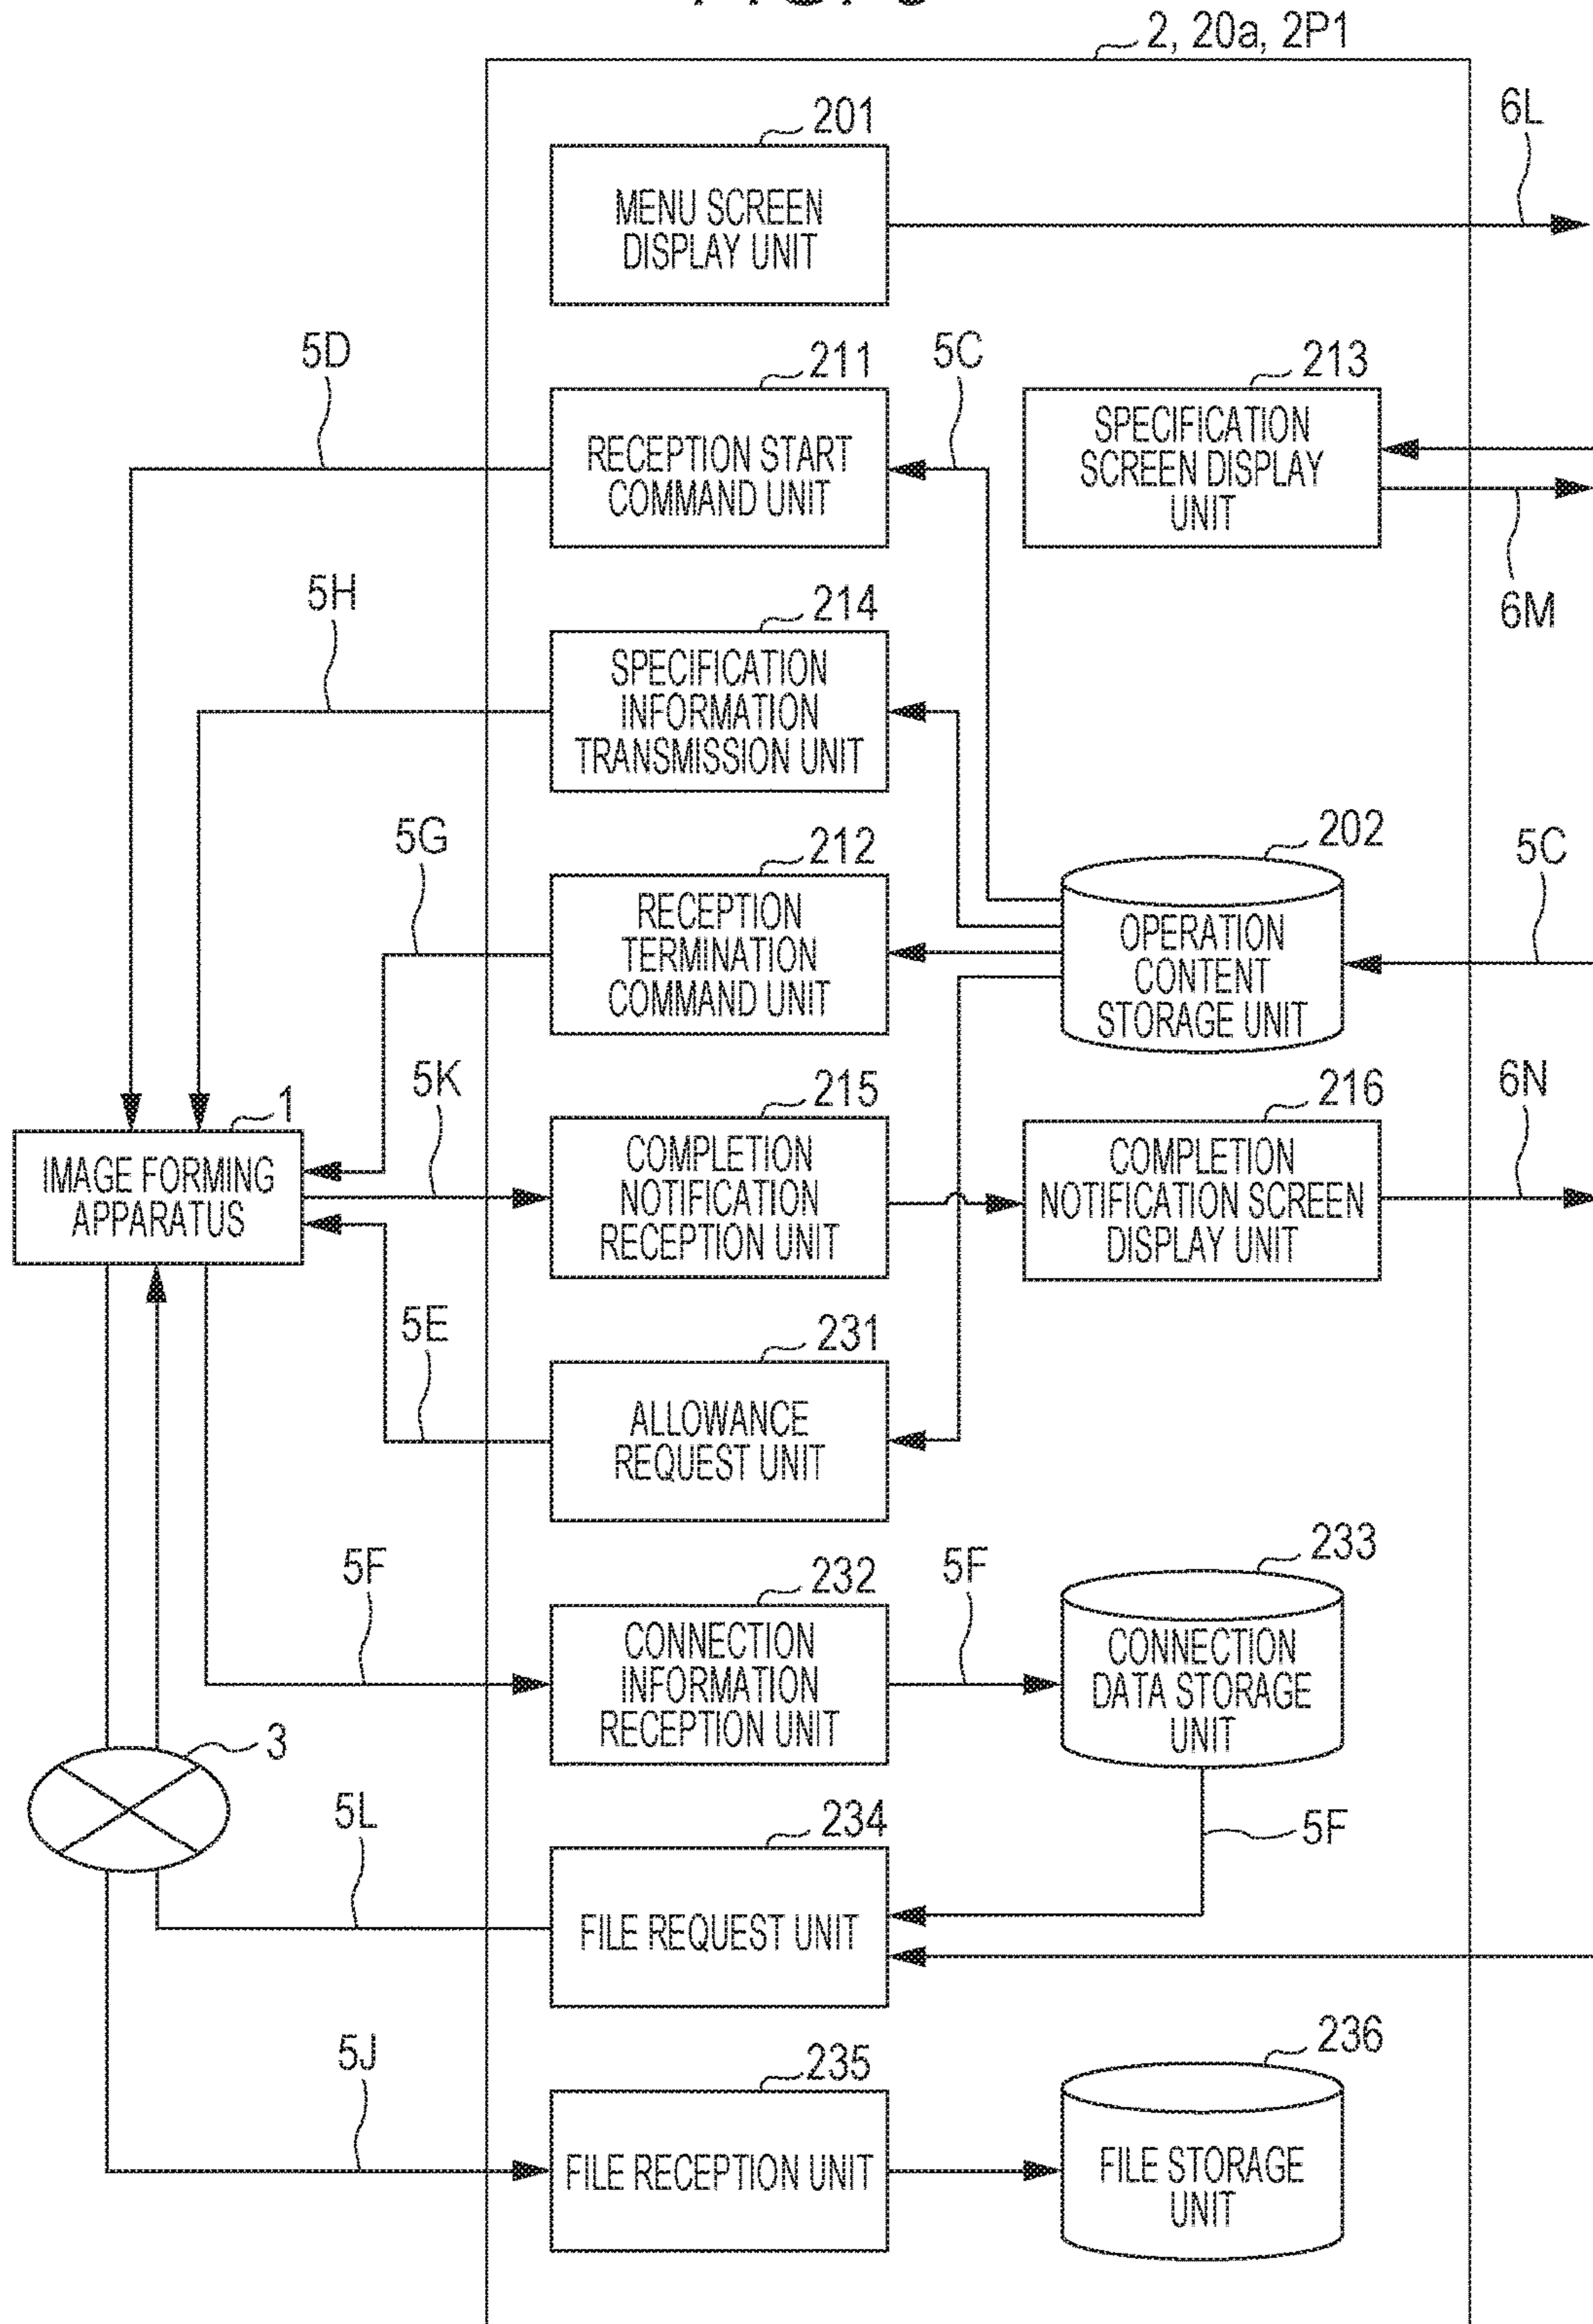 2, 20a, 2P1
201
6L
MENU SCREEN
DISPLAY UNIT
5D
211
5C
213
RECEPTION START
COMMAND UNIT
SPECIFICATION
SCREEN DISPLAY
UNIT
6M
5H
214
SPECIFICATION
INFORMATION
TRANSMISSION UNIT
5G
212
202
5C
RECEPTION
TERMINATION
COMMAND UNIT
OPERATION
CONTENT
STORAGE UNIT
1
5K
215
216
6N
IMAGE FORMING
APPARATUS
COMPLETION
NOTIFICATION
RECEPTION UNIT
COMPLETION
NOTIFICATION SCREEN
DISPLAY UNIT
5E
231
ALLOWANCE
REQUEST UNIT
5F
232
5F
233
CONNECTION
INFORMATION
RECEPTION UNIT
CONNECTION
DATA STORAGE
UNIT
3
5L
234
5F
FILE REQUEST UNIT
5J
235
236
FILE RECEPTION UNIT
FILE STORAGE
UNIT